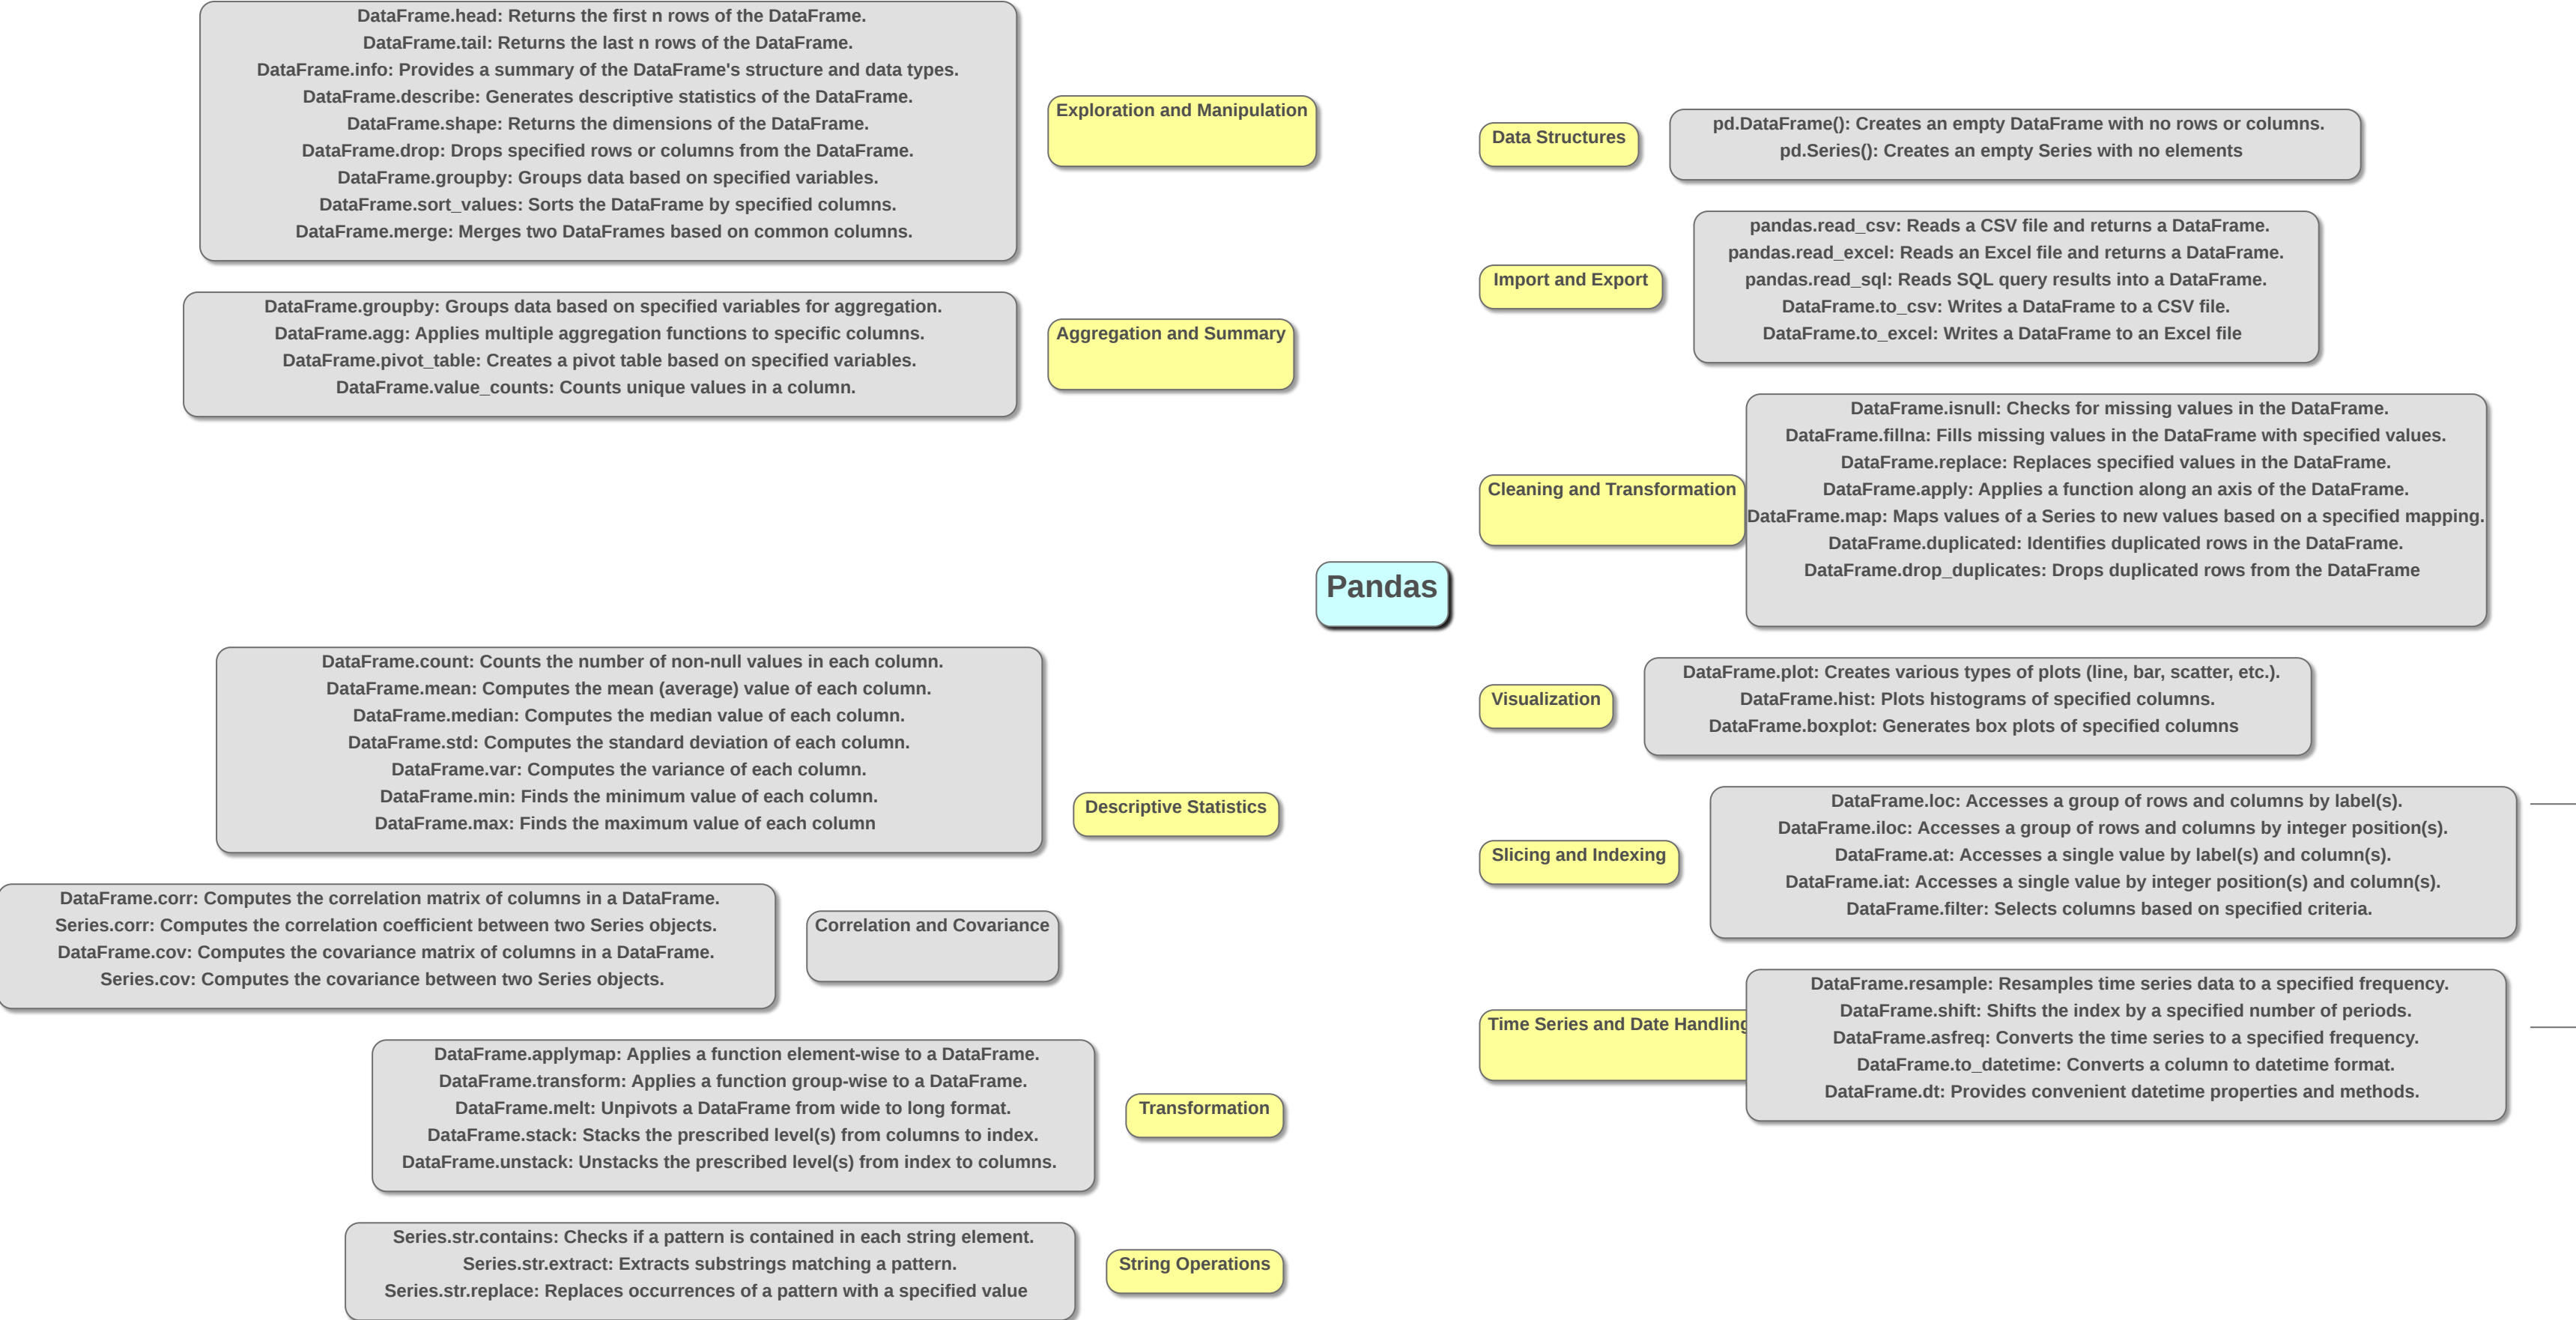 DataFrame.head: Returns the first n rows of the DataFrame.
DataFrame.tail: Returns the last n rows of the DataFrame.
DataFrame.info: Provides a summary of the DataFrame's structure and data types.
DataFrame.describe: Generates descriptive statistics of the DataFrame.
DataFrame.shape: Returns the dimensions of the DataFrame.
DataFrame.drop: Drops specified rows or columns from the DataFrame.
DataFrame.groupby: Groups data based on specified variables.
DataFrame.sort_values: Sorts the DataFrame by specified columns.
DataFrame.merge: Merges two DataFrames based on common columns.
Exploration and Manipulation
DataFrame.groupby: Groups data based on specified variables for aggregation.
DataFrame.agg: Applies multiple aggregation functions to specific columns.
DataFrame.pivot_table: Creates a pivot table based on specified variables.
DataFrame.value_counts: Counts unique values in a column.
Aggregation and Summary
DataFrame.count: Counts the number of non-null values in each column.
DataFrame.mean: Computes the mean (average) value of each column.
DataFrame.median: Computes the median value of each column.
DataFrame.std: Computes the standard deviation of each column.
DataFrame.var: Computes the variance of each column.
DataFrame.min: Finds the minimum value of each column.
DataFrame.max: Finds the maximum value of each column
Descriptive Statistics
DataFrame.corr: Computes the correlation matrix of columns in a DataFrame.
Series.corr: Computes the correlation coefficient between two Series objects.
DataFrame.cov: Computes the covariance matrix of columns in a DataFrame.
Series.cov: Computes the covariance between two Series objects.
Correlation and Covariance
DataFrame.applymap: Applies a function element-wise to a DataFrame.
DataFrame.transform: Applies a function group-wise to a DataFrame.
DataFrame.melt: Unpivots a DataFrame from wide to long format.
DataFrame.stack: Stacks the prescribed level(s) from columns to index.
DataFrame.unstack: Unstacks the prescribed level(s) from index to columns.
Transformation
Series.str.contains: Checks if a pattern is contained in each string element.
Series.str.extract: Extracts substrings matching a pattern.
Series.str.replace: Replaces occurrences of a pattern with a specified value
String Operations
Pandas
Data Structures
pd.DataFrame(): Creates an empty DataFrame with no rows or columns.
pd.Series(): Creates an empty Series with no elements
Import and Export
pandas.read_csv: Reads a CSV file and returns a DataFrame.
pandas.read_excel: Reads an Excel file and returns a DataFrame.
pandas.read_sql: Reads SQL query results into a DataFrame.
DataFrame.to_csv: Writes a DataFrame to a CSV file.
DataFrame.to_excel: Writes a DataFrame to an Excel file
Cleaning and Transformation
DataFrame.isnull: Checks for missing values in the DataFrame.
DataFrame.fillna: Fills missing values in the DataFrame with specified values.
DataFrame.replace: Replaces specified values in the DataFrame.
DataFrame.apply: Applies a function along an axis of the DataFrame.
DataFrame.map: Maps values of a Series to new values based on a specified mapping.
DataFrame.duplicated: Identifies duplicated rows in the DataFrame.
DataFrame.drop_duplicates: Drops duplicated rows from the DataFrame
Visualization
DataFrame.plot: Creates various types of plots (line, bar, scatter, etc.).
DataFrame.hist: Plots histograms of specified columns.
DataFrame.boxplot: Generates box plots of specified columns
Slicing and Indexing
DataFrame.loc: Accesses a group of rows and columns by label(s).
DataFrame.iloc: Accesses a group of rows and columns by integer position(s).
DataFrame.at: Accesses a single value by label(s) and column(s).
DataFrame.iat: Accesses a single value by integer position(s) and column(s).
DataFrame.filter: Selects columns based on specified criteria.
Time Series and Date Handling
DataFrame.resample: Resamples time series data to a specified frequency.
DataFrame.shift: Shifts the index by a specified number of periods.
DataFrame.asfreq: Converts the time series to a specified frequency.
DataFrame.to_datetime: Converts a column to datetime format.
DataFrame.dt: Provides convenient datetime properties and methods.